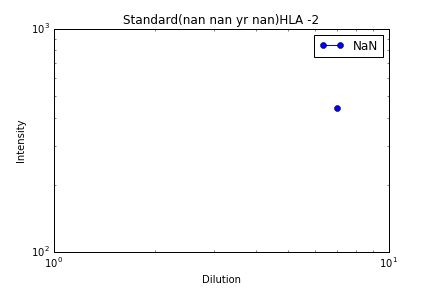 Standard(nan nan yr nan)HLA -2
10³
NaN
Intensity
10²
10⁰
10¹
Dilution